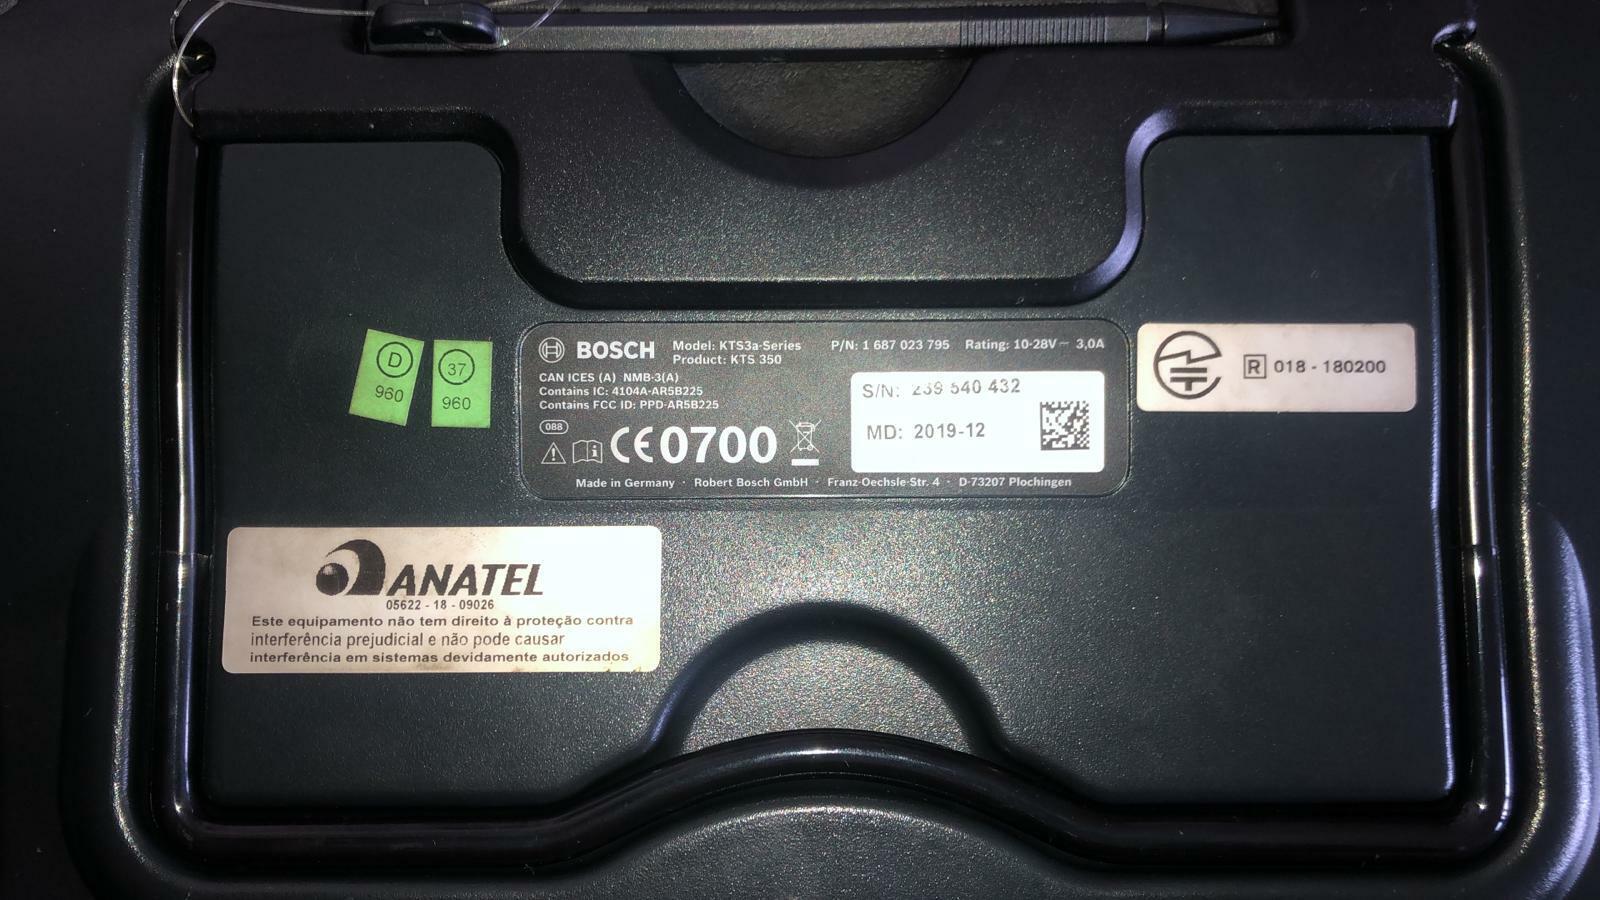 D
960
37
960
BOSCH
Model: KTS3a-Series
Product: KTS 350
P/N: 1 687 023 795
Rating: 10-28V⎓ 3,0A
CAN ICES (A) NMB-3(A)
Contains IC: 4104A-AR5B225
Contains FCC ID: PPD-AR5B225
088
CE0700
S/N: 239 540 432
MD: 2019-12
Made in Germany · Robert Bosch GmbH · Franz-Oechsle-Str. 4 · D-73207 Plochingen
R 018 - 180200
ANATEL
05622 - 18 - 09026
Este equipamento não tem direito à proteção contra
interferência prejudicial e não pode causar
interferência em sistemas devidamente autorizados